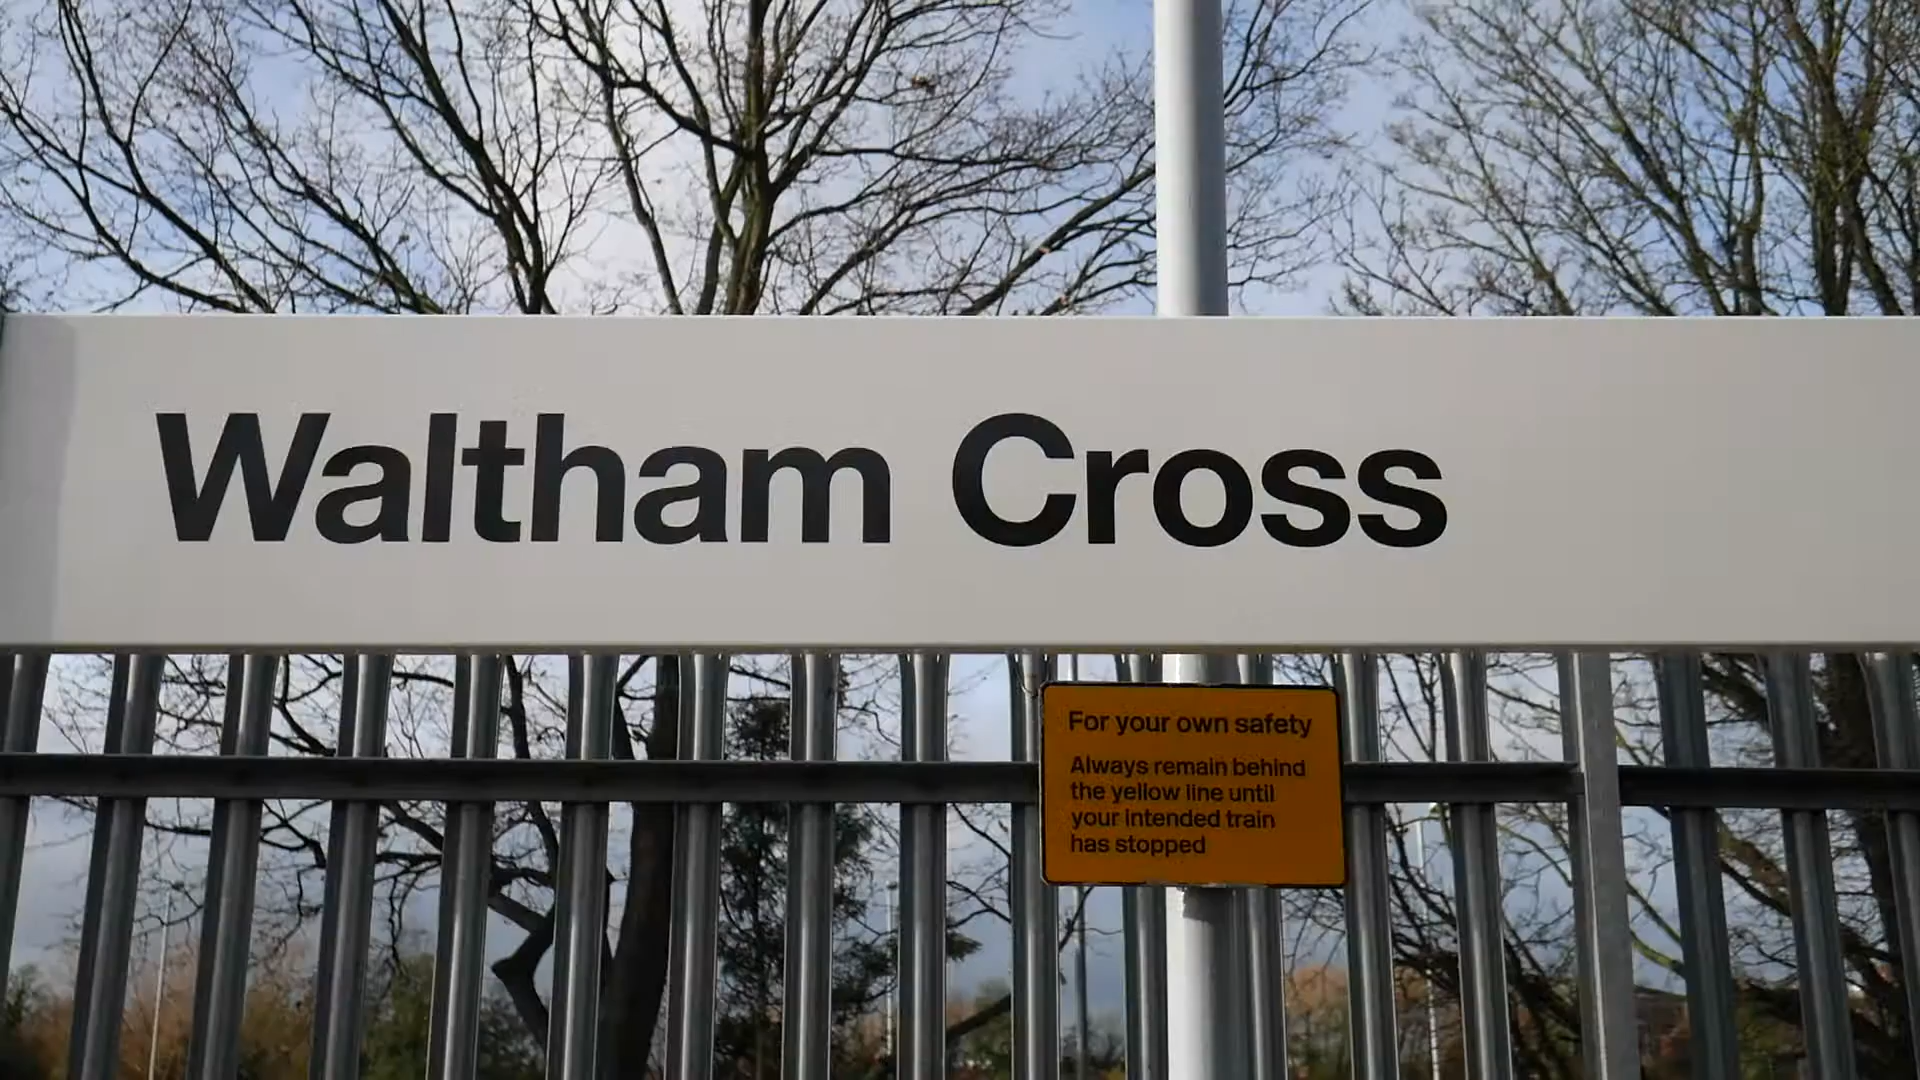 Waltham Cross
For your own safety
Always remain behind
the yellow line until
your intended train
has stopped